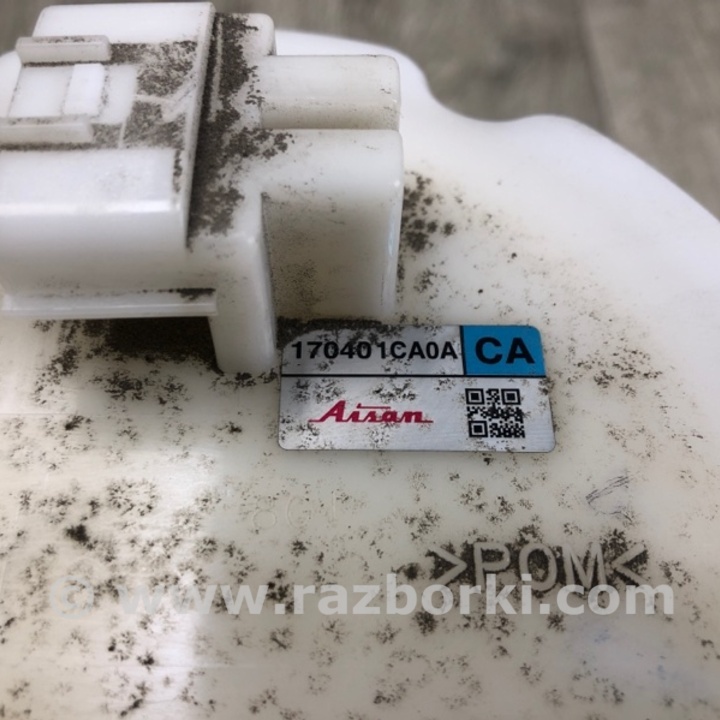 170401CA0A CA
Aisan
>POM<
© www.razborki.com